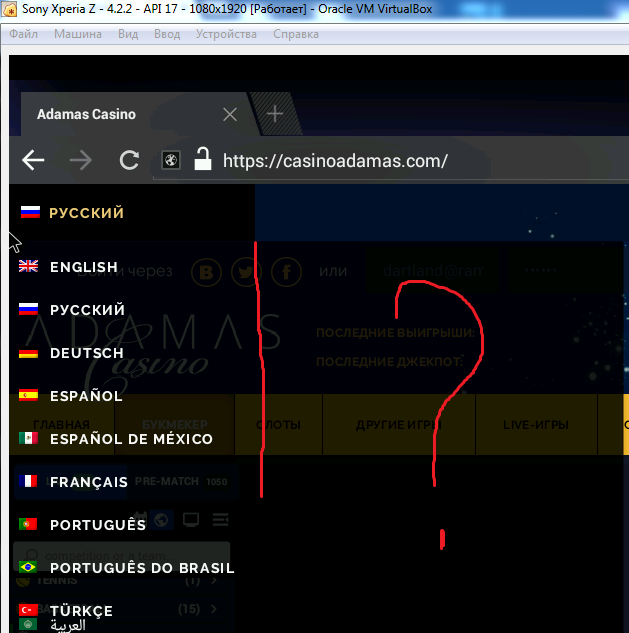 Sony Xperia Z - 4.2.2 - API 17 - 1080x1920 [Работает] - Oracle VM VirtualBox
Файл Машина Вид Ввод Устройства Справка
Adamas Casino
https://casinoadamas.com/
РУССКИЙ
ENGLISH
через
или
dartland@ram
РУССКИЙ
ADAMAS
Casino
ПОСЛЕДНИЕ ВЫИГРЫШИ:
DEUTSCH
ПОСЛЕДНИЕ ДЖЕКПОТ:
ESPAÑOL
ГЛАВНАЯ БУКМЕКЕР СЛОТЫ ДРУГИЕ ИГРЫ LIVE-ИГРЫ
ESPAÑOL DE MÉXICO
FRANÇAIS
PRE-MATCH 1050
PORTUGUÊS
competition or a team
PORTUGUÊS DO BRASIL
TENNIS (1)
TÜRKÇE
(15)
العربية